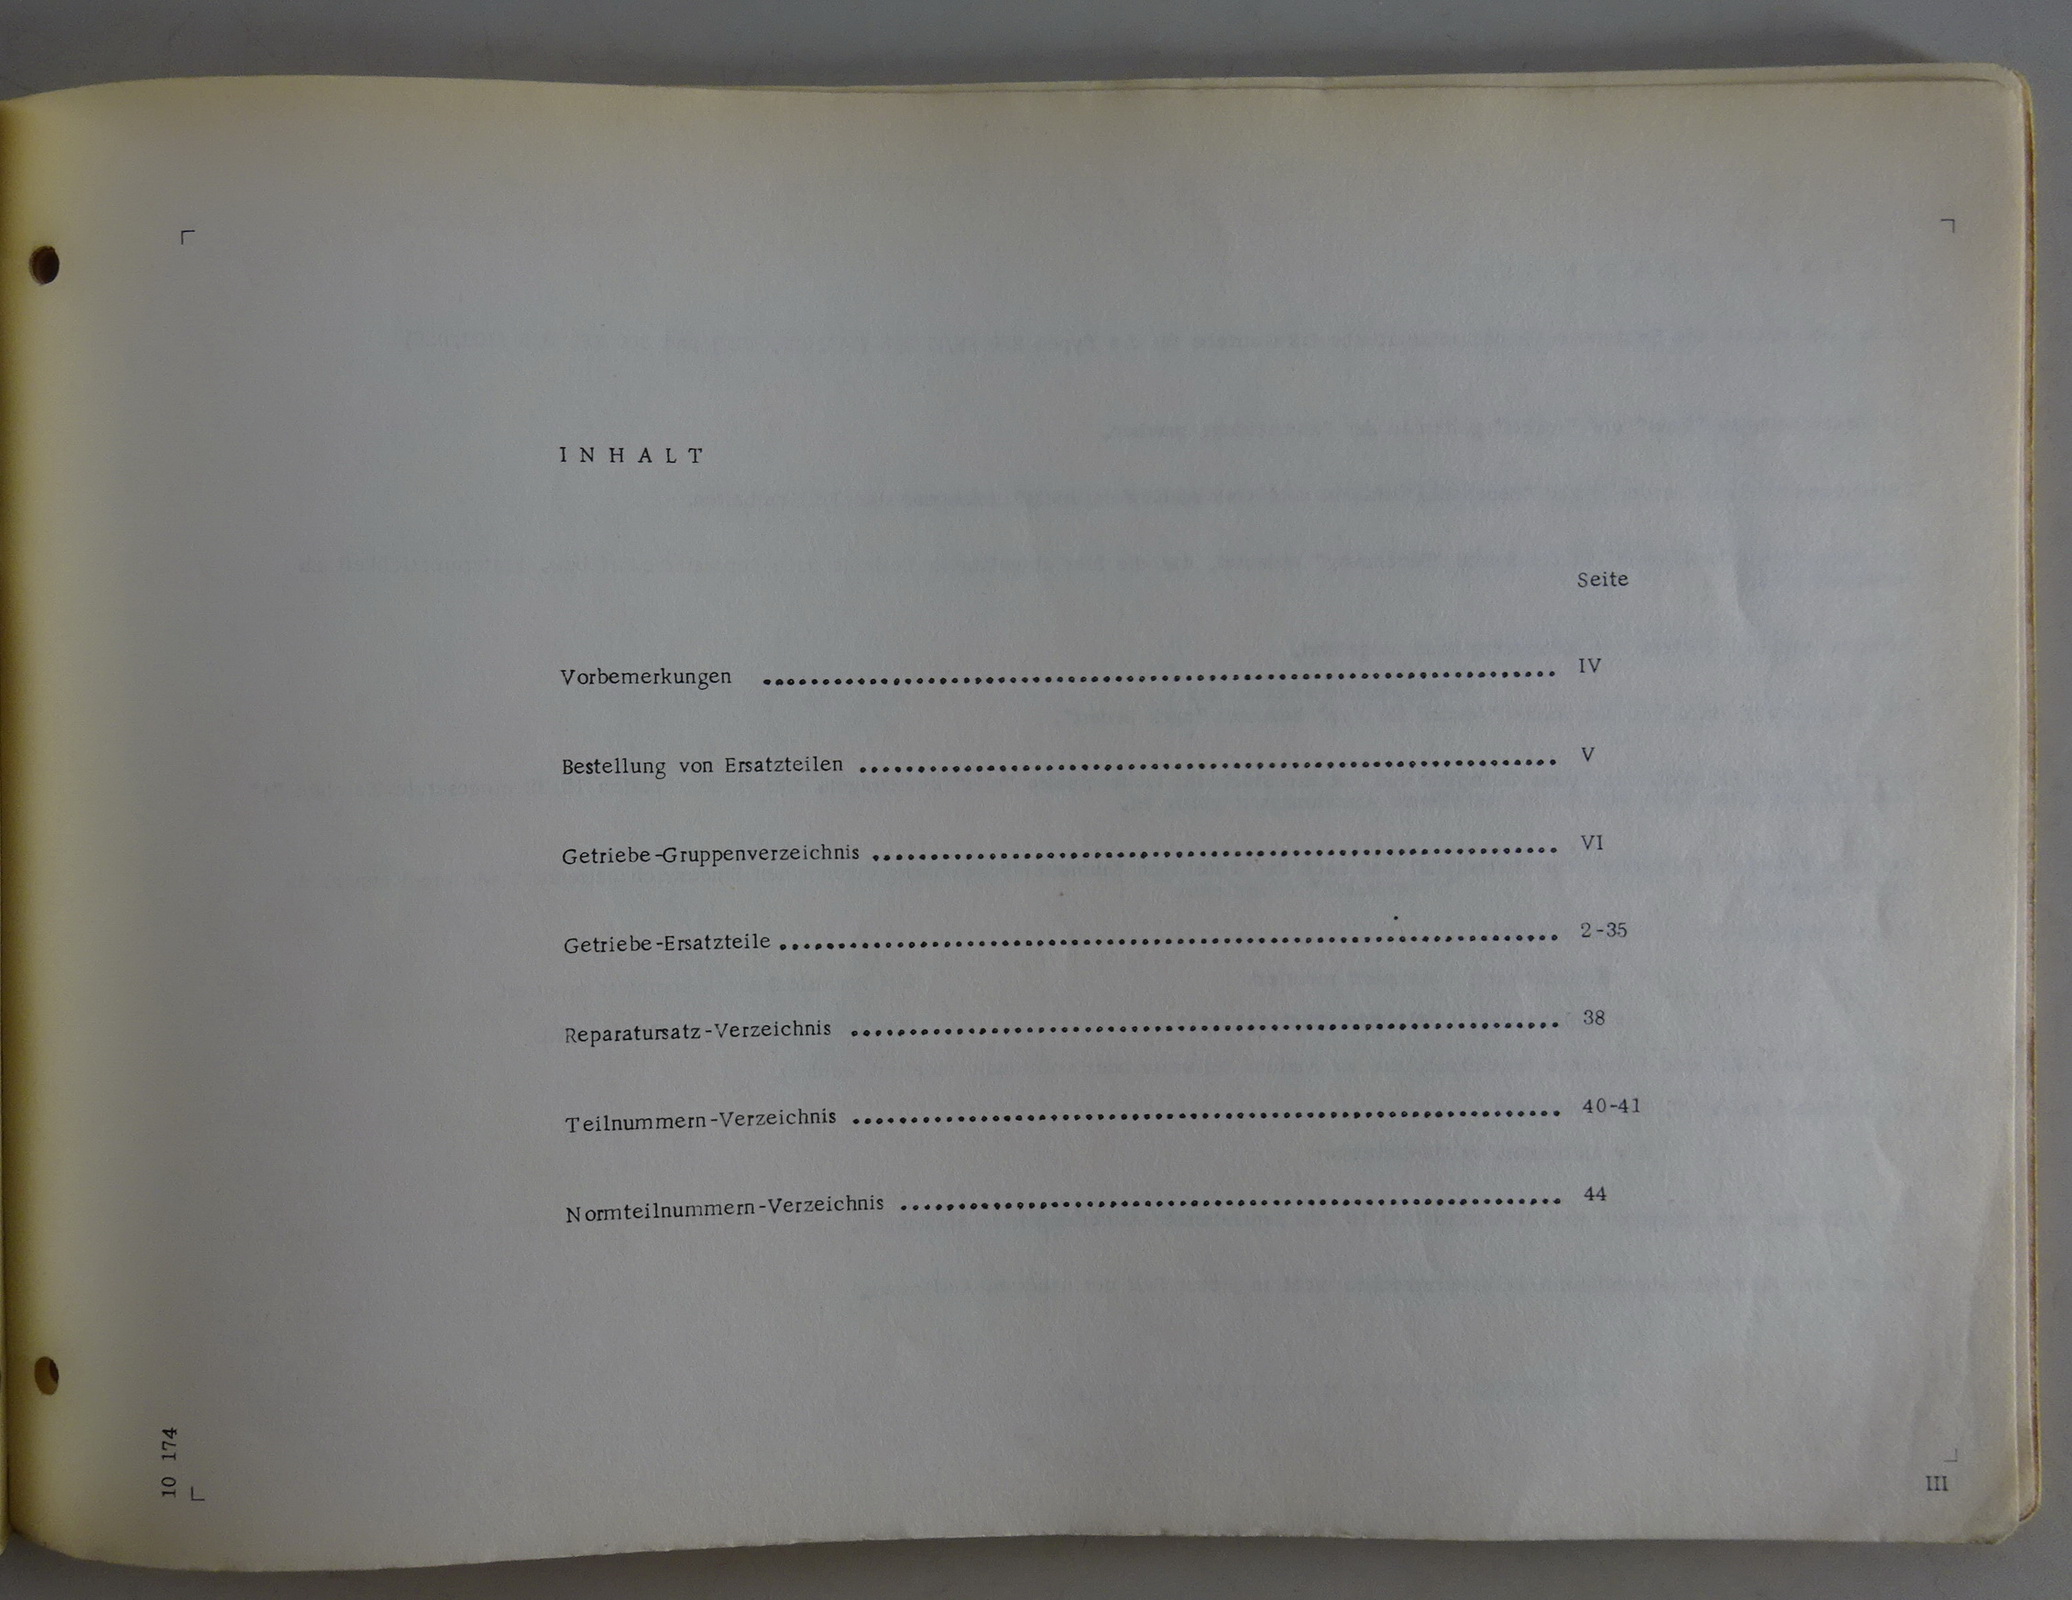 INHALT
Seite
Vorbemerkungen .......... IV
Bestellung von Ersatzteilen .......... V
Getriebe-Gruppenverzeichnis .......... VI
Getriebe-Ersatzteile .......... 2-35
Reparatursatz-Verzeichnis .......... 38
Teilnummern-Verzeichnis .......... 40-41
Normteilnummern-Verzeichnis .......... 44
10 174
III